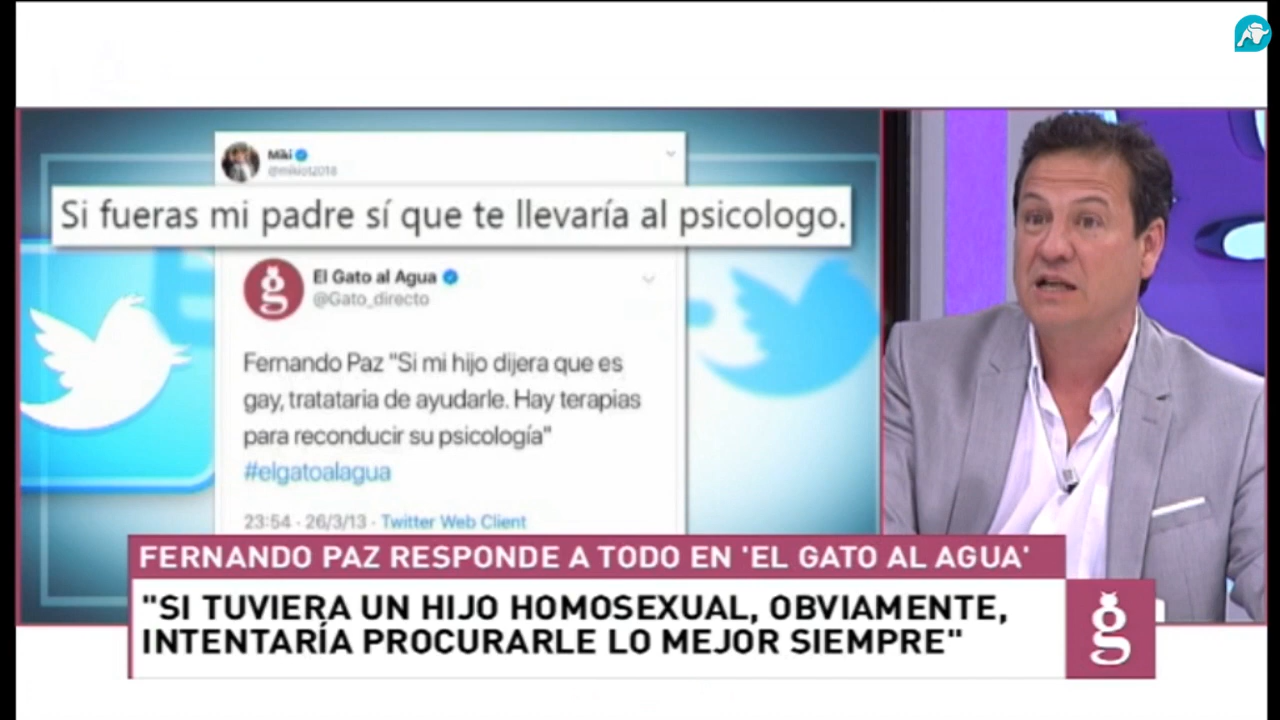 Miki
@mikiot2018
Si fueras mi padre sí que te llevaría al psicologo.
El Gato al Agua
@Gato_directo
Fernando Paz "Si mi hijo dijera que es
gay, tratataria de ayudarle. Hay terapias
para reconducir su psicología"
#elgatoalagua
23:54 · 26/3/13 · Twitter Web Client
FERNANDO PAZ RESPONDE A TODO EN 'EL GATO AL AGUA'
"SI TUVIERA UN HIJO HOMOSEXUAL, OBVIAMENTE,
INTENTARÍA PROCURARLE LO MEJOR SIEMPRE"
g